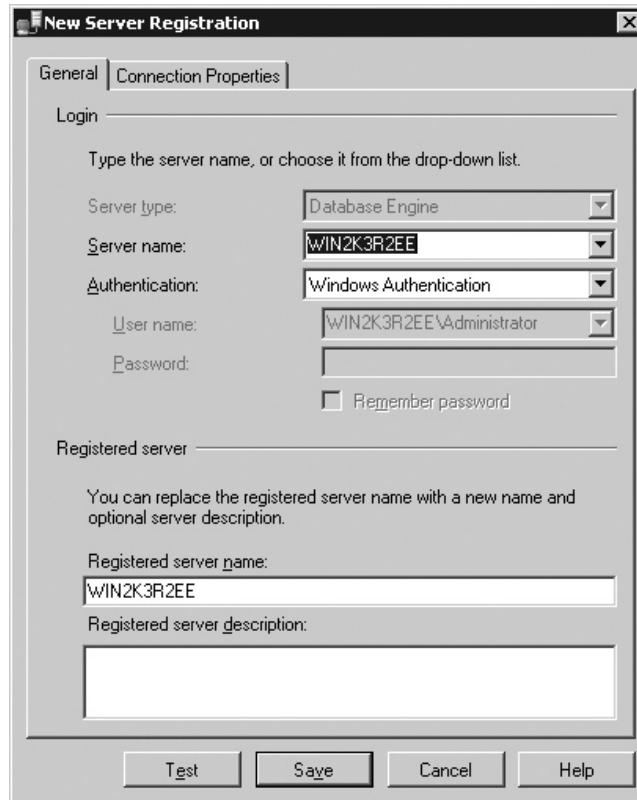 New Server Registration
General
Connection Properties
Login
Type the server name, or choose it from the drop-down list.
Server type:
Database Engine
Server name:
WIN2K3R2EE
Authentication:
Windows Authentication
User name:
WIN2K3R2EE\Administrator
Password:
Remember password
Registered server
You can replace the registered server name with a new name and
optional server description.
Registered server name:
WIN2K3R2EE
Registered server description:
Test
Save
Cancel
Help